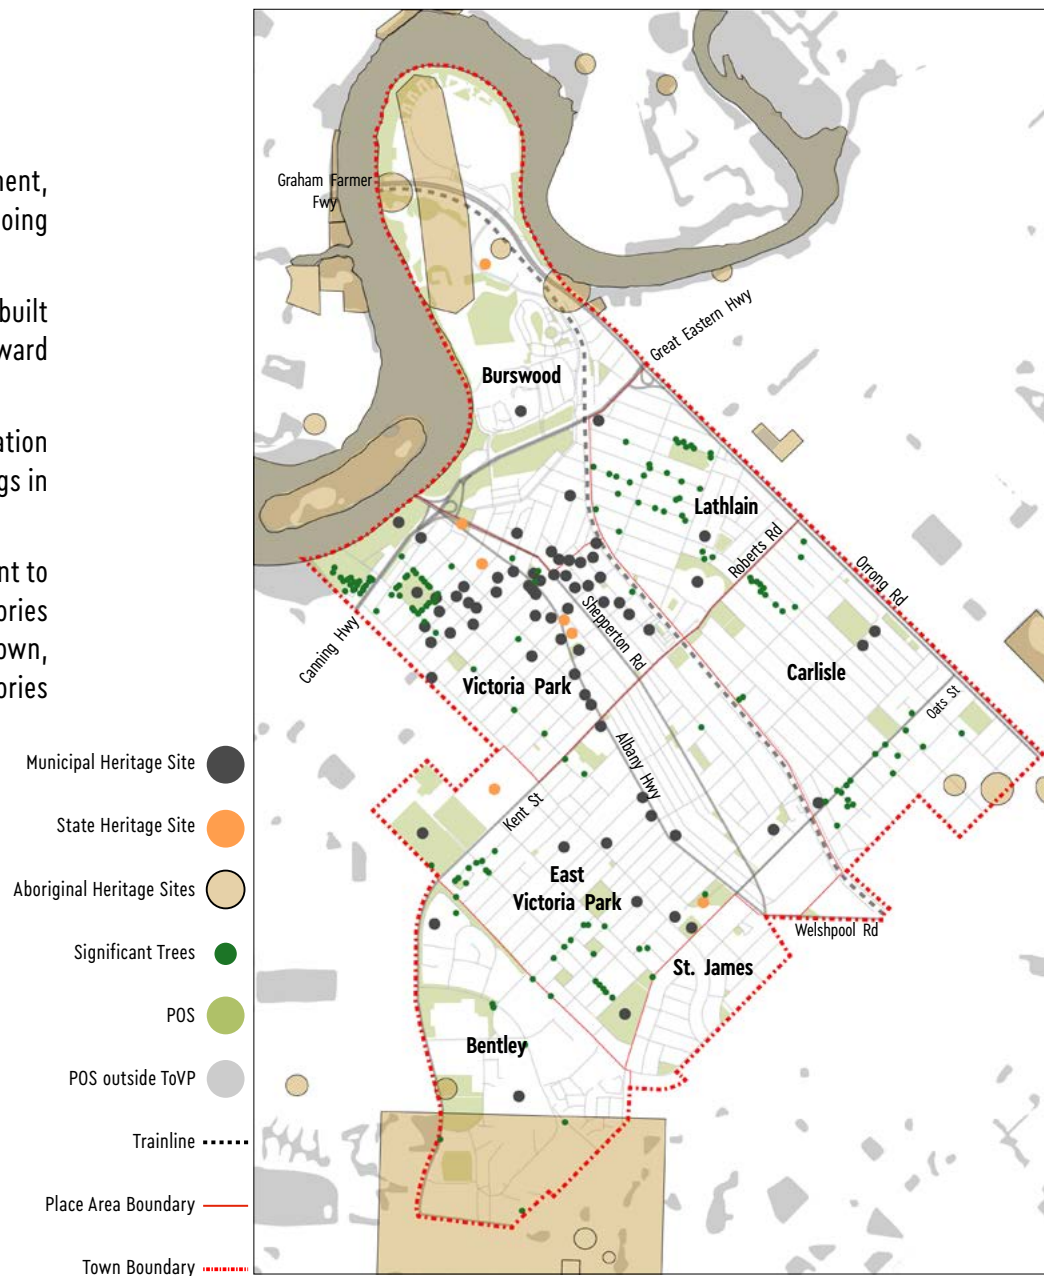 ment,
oing
built
ward
ation
gs in
nt to
ories
own,
ories
Municipal Heritage Site
State Heritage Site
Aboriginal Heritage Sites
Significant Trees
POS
POS outside ToVP
Trainline
Place Area Boundary
Town Boundary
Graham Farmer
Fwy
Great Eastern Hwy
Burswood
Lathlain
Roberts Rd
Orrong Rd
Canning Hwy
Shepperton Rd
Victoria Park
Carlisle
Oats St
Albany Hwy
Kent St
East
Victoria Park
Welshpool Rd
St. James
Bentley